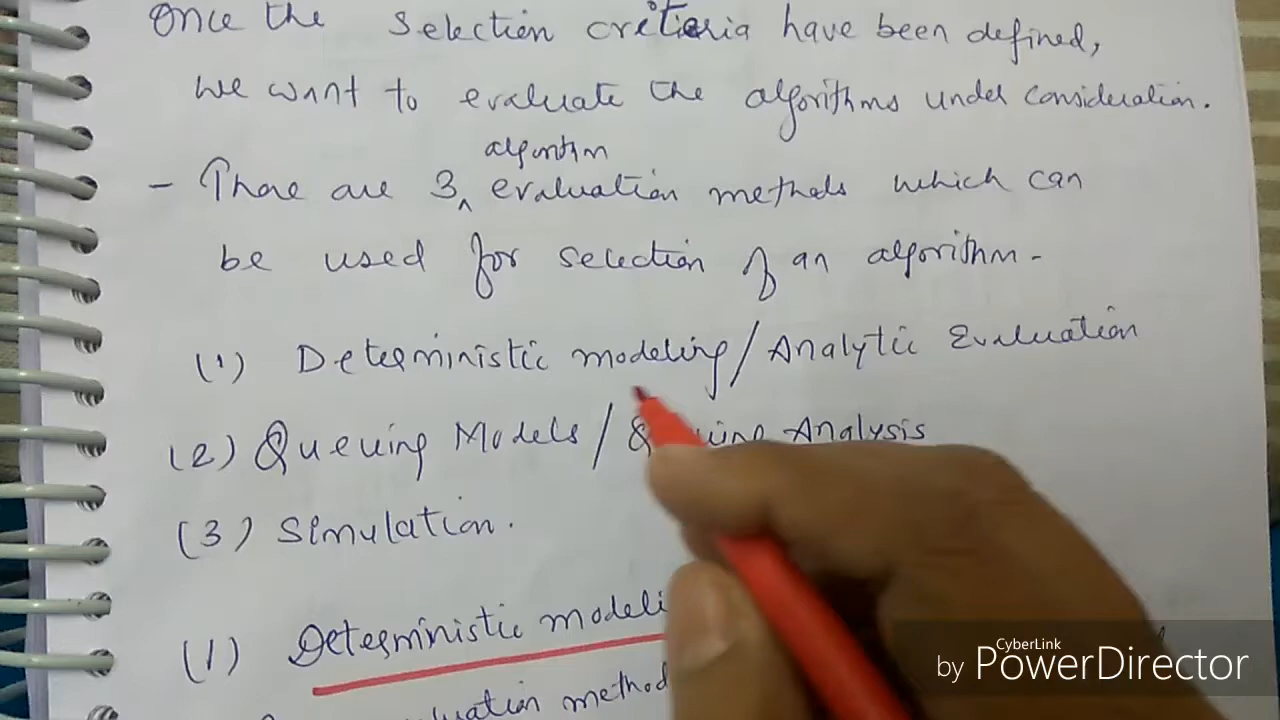 Once the selection criteria have been defined,
we want to evaluate the algorithms under consideration.
algorithm
- There are 3 ^ evaluation methods which can
be used for selection of an algorithm -
(1) Deterministic modeling / Analytic Evaluation
(2) Queuing Models / Analysis
(3) Simulation.
(1) Deterministic
method
CyberLink
by PowerDirector